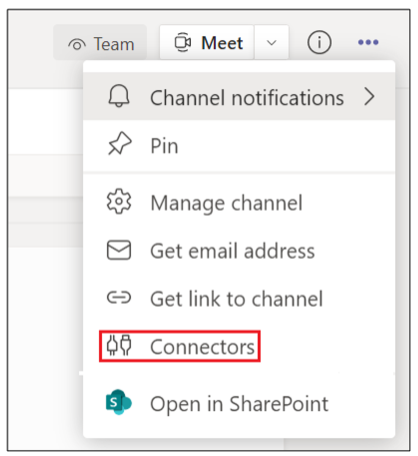 Team
Meet
Channel notifications
Pin
Manage channel
Get email address
Get link to channel
Connectors
S
Open in SharePoint